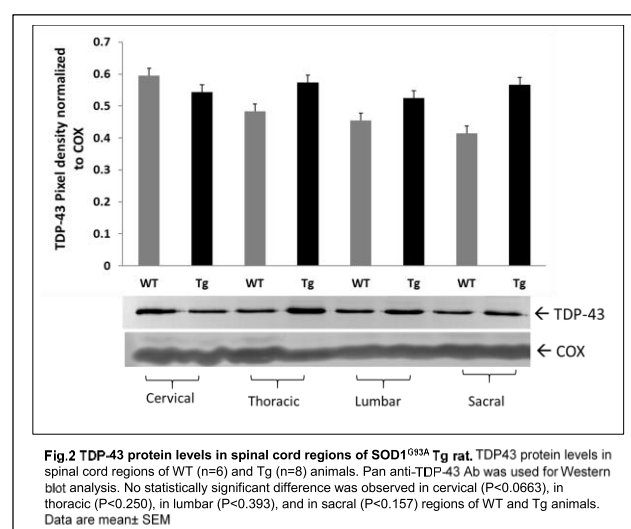 TDP-43 Pixel density normalized
to COX
0.7
0.6
0.5
0.4
0.3
0.2
0.1
0
WT Tg WT Tg WT Tg WT Tg
← TDP-43
← COX
Cervical Thoracic Lumbar Sacral
Fig.2 TDP-43 protein levels in spinal cord regions of SOD1G93A Tg rat. TDP43 protein levels in
spinal cord regions of WT (n=6) and Tg (n=8) animals. Pan anti-TDP-43 Ab was used for Western
blot analysis. No statistically significant difference was observed in cervical (P<0.0663), in
thoracic (P<0.250), in lumbar (P<0.393), and in sacral (P<0.157) regions of WT and Tg animals.
Data are mean± SEM